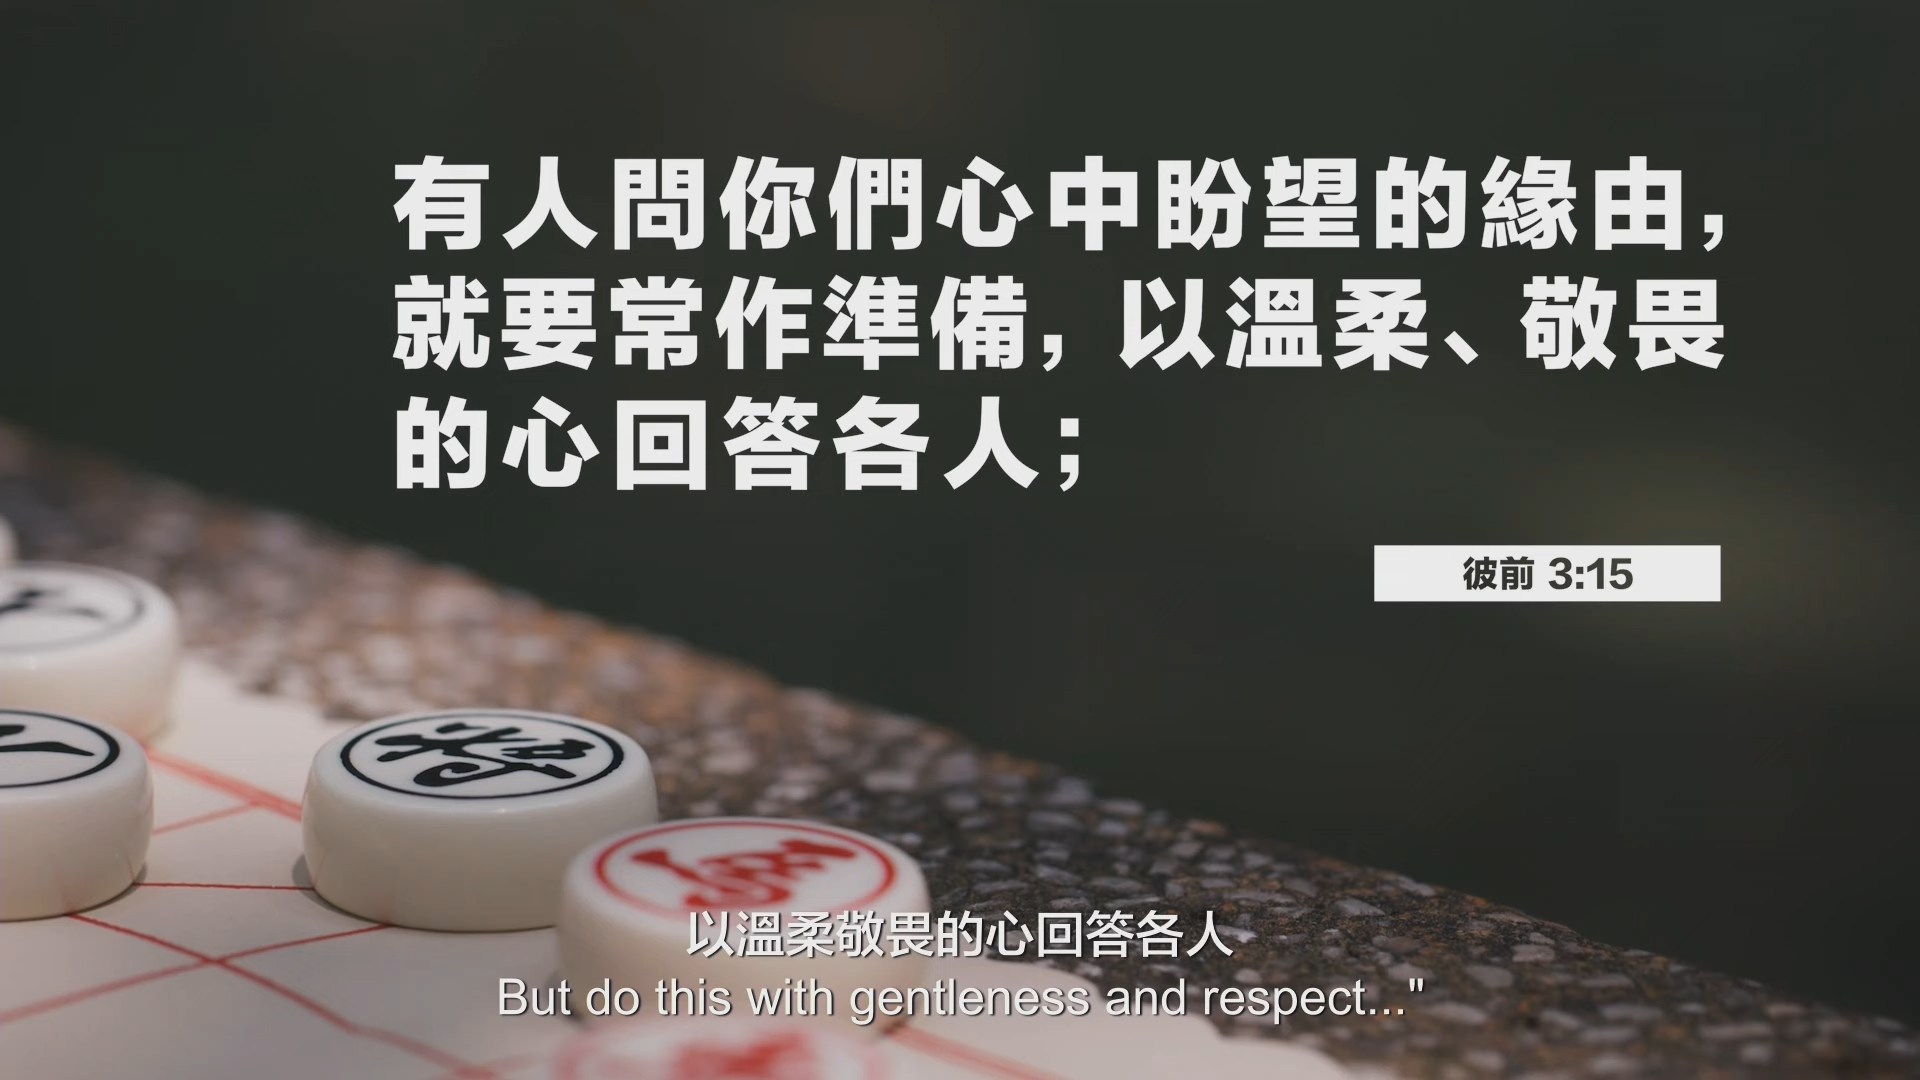 有人問你們心中盼望的緣由，
就要常作準備，以溫柔、敬畏
的心回答各人；
彼前 3:15
將
以溫柔敬畏的心回答各人
But do this with gentleness and respect..."